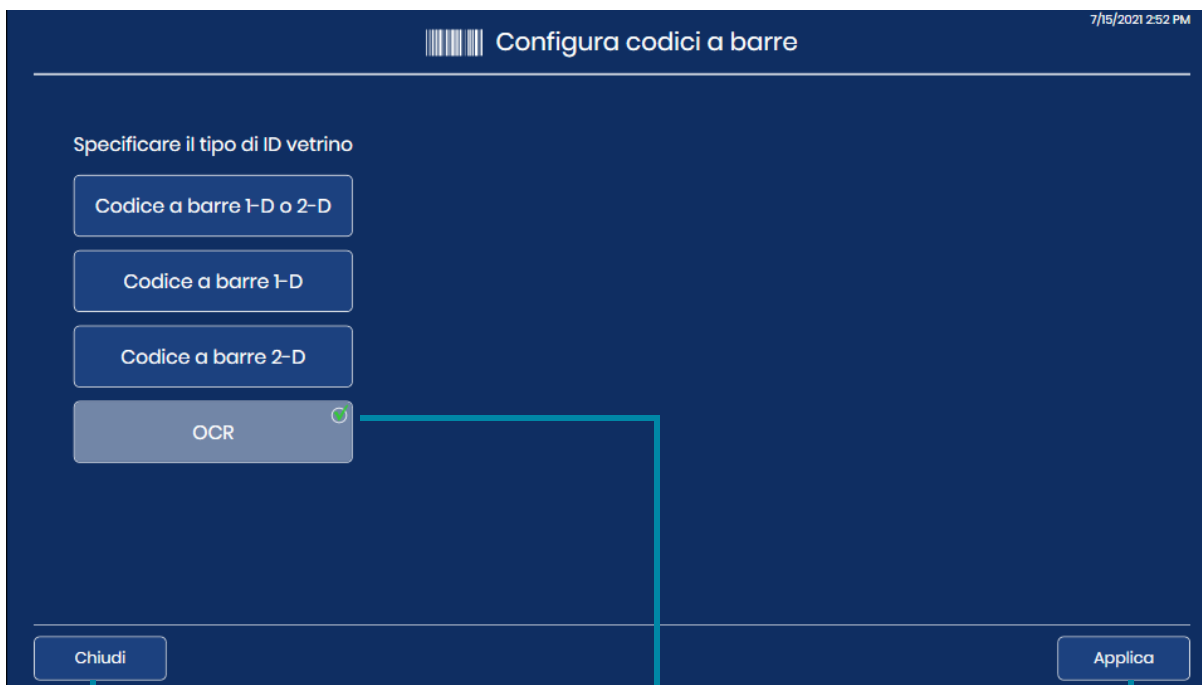 7/15/2021 2:52 PM
Configura codici a barre
Specificare il tipo di ID vetrino
Codice a barre 1-D o 2-D
Codice a barre 1-D
Codice a barre 2-D
OCR
Chiudi
Applica